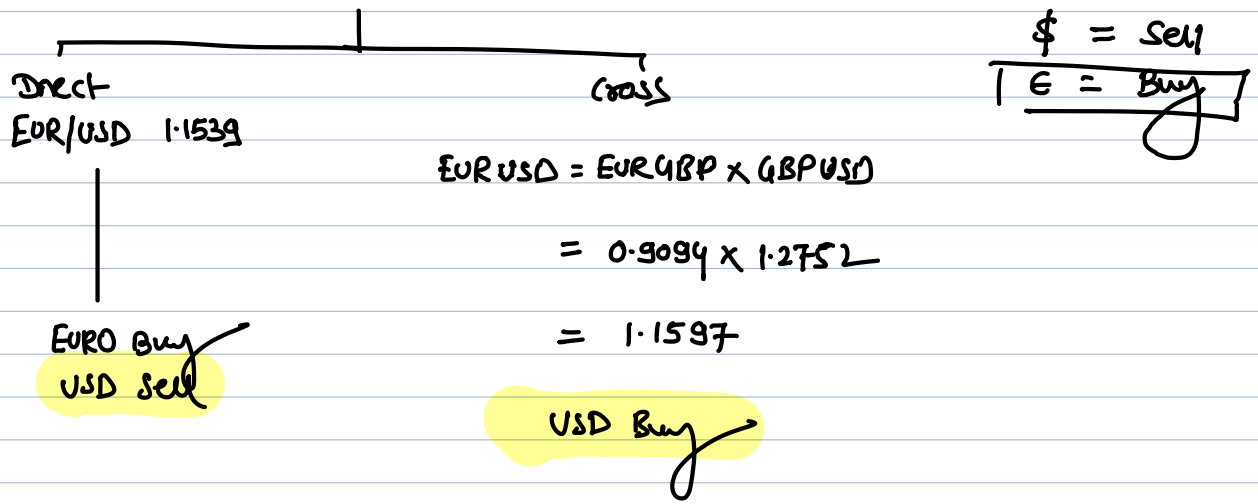 $ = Sell
€ = Buy
Direct
Cross
EUR/USD 1.1539
EURUSD = EURGBP x GBPUSD
= 0.9094 x 1.2752
= 1.1597
EURO Buy
USD Sell
USD Buy